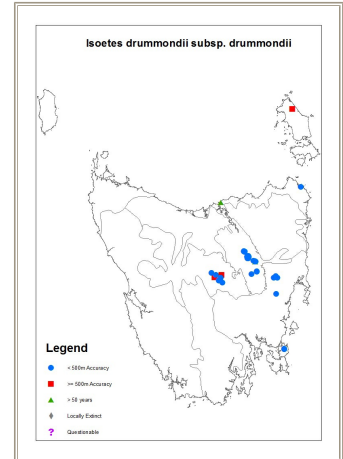 Isoetes drummondii subsp. drummondii
Legend
< 500m Accuracy
>= 500m Accuracy
> 50 years
Locally Extinct
Questionable